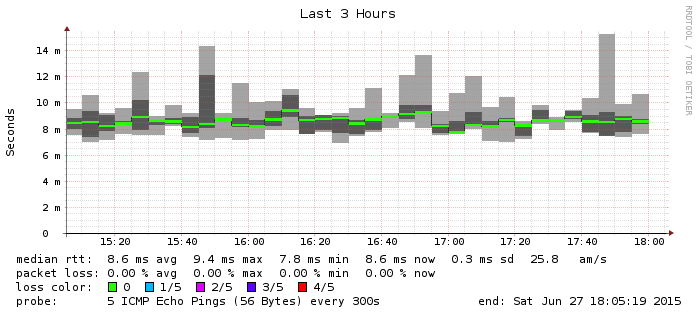 Last 3 Hours
RRDTOOL / TOBI OETIKER
Seconds
14 m
12 m
10 m
8 m
6 m
4 m
2 m
0
15:20 15:40 16:00 16:20 16:40 17:00 17:20 17:40 18:00
median rtt: 8.6 ms avg 9.4 ms max 7.8 ms min 8.6 ms now 0.3 ms sd 25.8 am/s
packet loss: 0.00 % avg 0.00 % max 0.00 % min 0.00 % now
loss color: 0 1/5 2/5 3/5 4/5
probe: 5 ICMP Echo Pings (56 Bytes) every 300s end: Sat Jun 27 18:05:19 2015